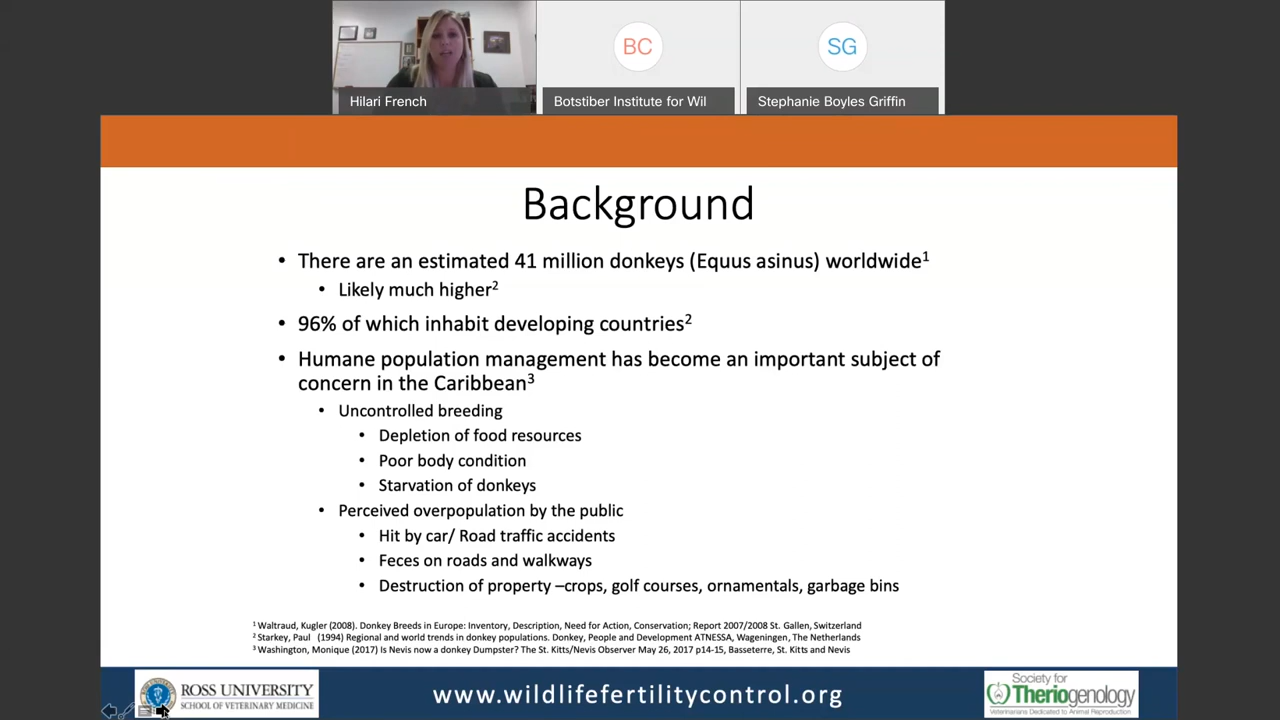 BC
SG
Hilari French
Botstiber Institute for Wil
Stephanie Boyles Griffin
Background
• There are an estimated 41 million donkeys (Equus asinus) worldwide1
• Likely much higher2
• 96% of which inhabit developing countries2
• Humane population management has become an important subject of
concern in the Caribbean3
• Uncontrolled breeding
• Depletion of food resources
• Poor body condition
• Starvation of donkeys
• Perceived overpopulation by the public
• Hit by car/ Road traffic accidents
• Feces on roads and walkways
• Destruction of property –crops, golf courses, ornamentals, garbage bins
1 Waltraud, Kugler (2008). Donkey Breeds in Europe: Inventory, Description, Need for Action, Conservation; Report 2007/2008 St. Gallen, Switzerland
2 Starkey, Paul (1994) Regional and world trends in donkey populations. Donkey, People and Development ATNESSA, Wageningen, The Netherlands
3 Washington, Monique (2017) Is Nevis now a donkey Dumpster? The St. Kitts/Nevis Observer May 26, 2017 p14-15, Basseterre, St. Kitts and Nevis
ROSS UNIVERSITY
SCHOOL OF VETERINARY MEDICINE
www.wildlifefertilitycontrol.org
Society for
Theriogenology
Veterinarians Dedicated to Animal Reproduction